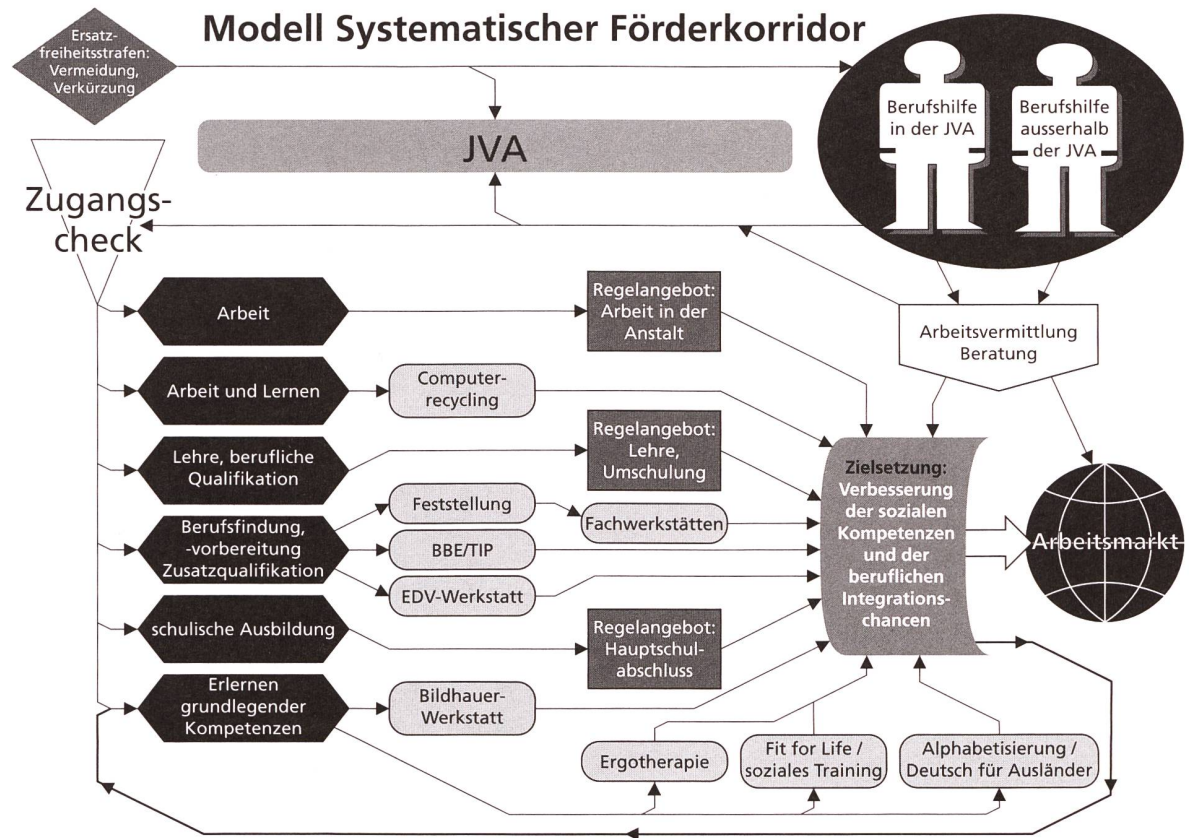 Modell Systematischer Förderkorridor
Ersatz-
freiheitsstrafen:
Vermeidung,
Verkürzung
JVA
Berufshilfe
in der JVA
Berufshilfe
ausserhalb
der JVA
Zugangs-
check
Arbeit
Regelangebot:
Arbeit in der
Anstalt
Arbeitsvermittlung
Beratung
Arbeit und Lernen
Computer-
recycling
Lehre, berufliche
Qualifikation
Regelangebot:
Lehre,
Umschulung
Berufsfindung,
-vorbereitung
Zusatzqualifikation
Feststellung
Fachwerkstätten
BBE/TIP
EDV-Werkstatt
schulische Ausbildung
Regelangebot:
Hauptschul-
abschluss
Erlernen
grundlegender
Kompetenzen
Bildhauer-
Werkstatt
Ergotherapie
Fit for Life /
soziales Training
Alphabetisierung /
Deutsch für Ausländer
Zielsetzung:
Verbesserung
der sozialen
Kompetenzen
und der
beruflichen
Integrations-
chancen
Arbeitsmarkt